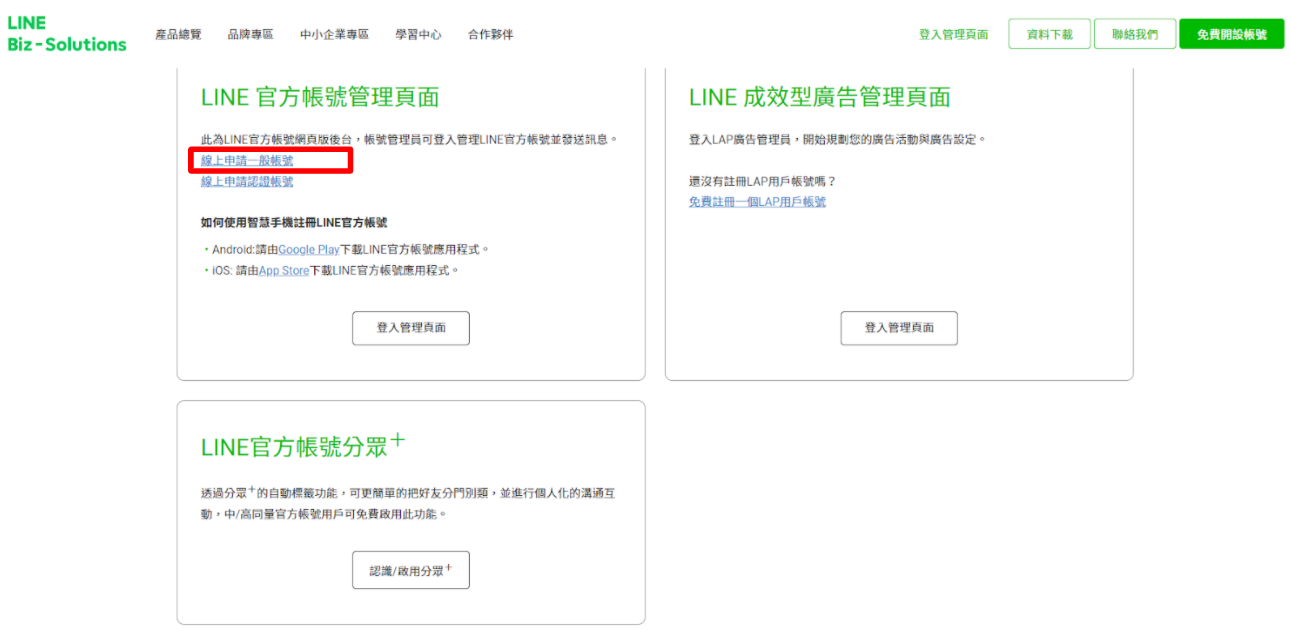 LINE
Biz-Solutions
產品總覽 品牌專區 中小企業專區 學習中心 合作夥伴 登入管理頁面 資料下載 聯絡我們 免費開設帳號
LINE 官方帳號管理頁面
此為LINE官方帳號網頁版後台,帳號管理員可登入管理LINE官方帳號並發送訊息。
線上申請一般帳號
線上申請認證帳號
如何使用智慧手機註冊LINE官方帳號
・Android:請由Google Play下載LINE官方帳號應用程式。
・iOS: 請由App Store下載LINE官方帳號應用程式。
登入管理頁面
LINE 成效型廣告管理頁面
登入LAP廣告管理員,開始規劃您的廣告活動與廣告設定。
還沒有註冊LAP用戶帳號嗎?
免費註冊一個LAP用戶帳號
登入管理頁面
LINE官方帳號分眾+
透過分眾+的自動標籤功能,可更簡單的把好友分門別類,並進行個人化的溝通互
動,中/高同量官方帳號用戶可免費啟用此功能。
認識/啟用分眾+